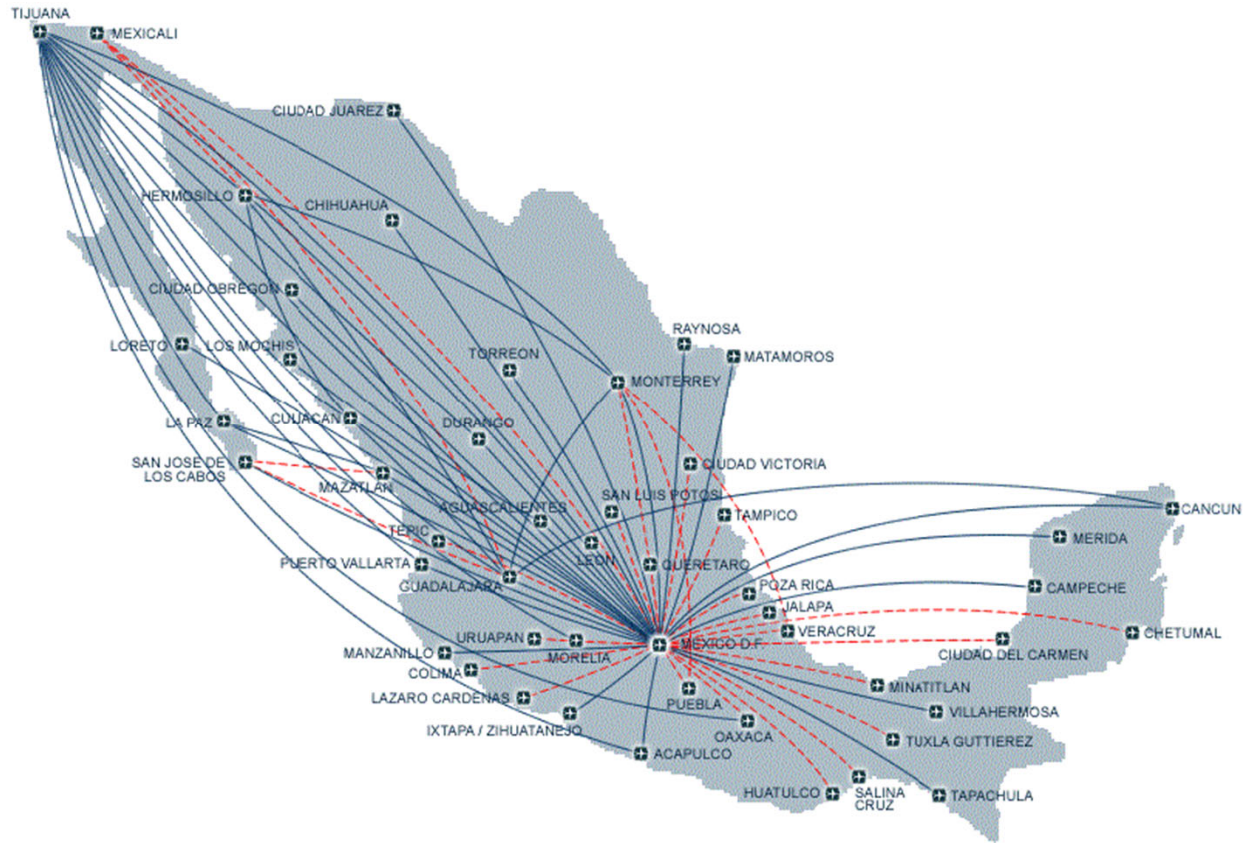 TIJUANA
MEXICALI
CIUDAD JUAREZ
HERMOSILLO
CHIHUAHUA
CIUDAD OBREGON
RAYNOSA
LORETO
LOS MOCHIS
TORREON
MATAMOROS
MONTERREY
LA PAZ
CULIACAN
DURANGO
SAN JOSE DE
LOS CABOS
MAZATLAN
CIUDAD VICTORIA
SAN LUIS POTOSI
AGUASCALIENTES
TAMPICO
CANCUN
TEPIC
MERIDA
PUERTO VALLARTA
LEON
QUERETARO
GUADALAJARA
POZA RICA
CAMPECHE
JALAPA
URUAPAN
VERACRUZ
CHETUMAL
MANZANILLO
MORELIA
MEXICO D.F.
CIUDAD DEL CARMEN
COLIMA
MINATITLAN
LAZARO CARDENAS
PUEBLA
VILLAHERMOSA
IXTAPA / ZIHUATANEJO
OAXACA
TUXLA GUTTIEREZ
ACAPULCO
HUATULCO
SALINA
CRUZ
TAPACHULA